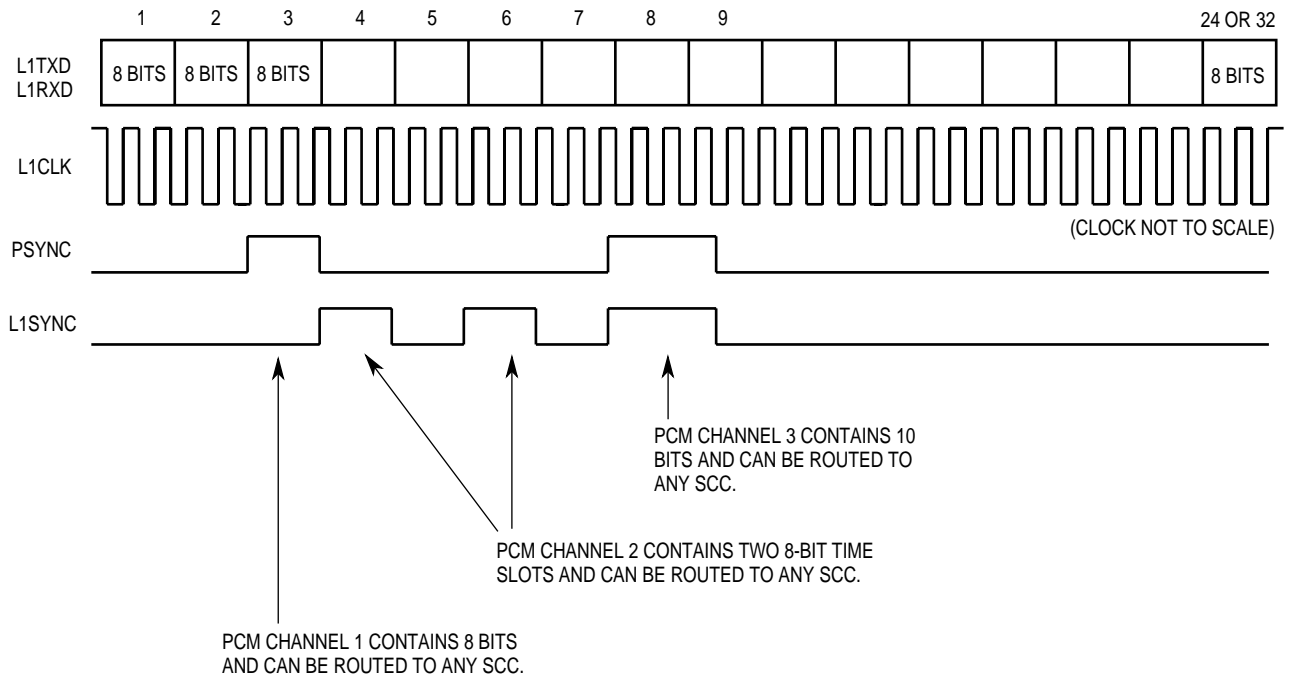 1 2 3 4 5 6 7 8 9 24 OR 32
L1TXD
L1RXD
8 BITS 8 BITS 8 BITS 8 BITS
L1CLK
(CLOCK NOT TO SCALE)
PSYNC
L1SYNC
PCM CHANNEL 3 CONTAINS 10
BITS AND CAN BE ROUTED TO
ANY SCC.
PCM CHANNEL 2 CONTAINS TWO 8-BIT TIME
SLOTS AND CAN BE ROUTED TO ANY SCC.
PCM CHANNEL 1 CONTAINS 8 BITS
AND CAN BE ROUTED TO ANY SCC.